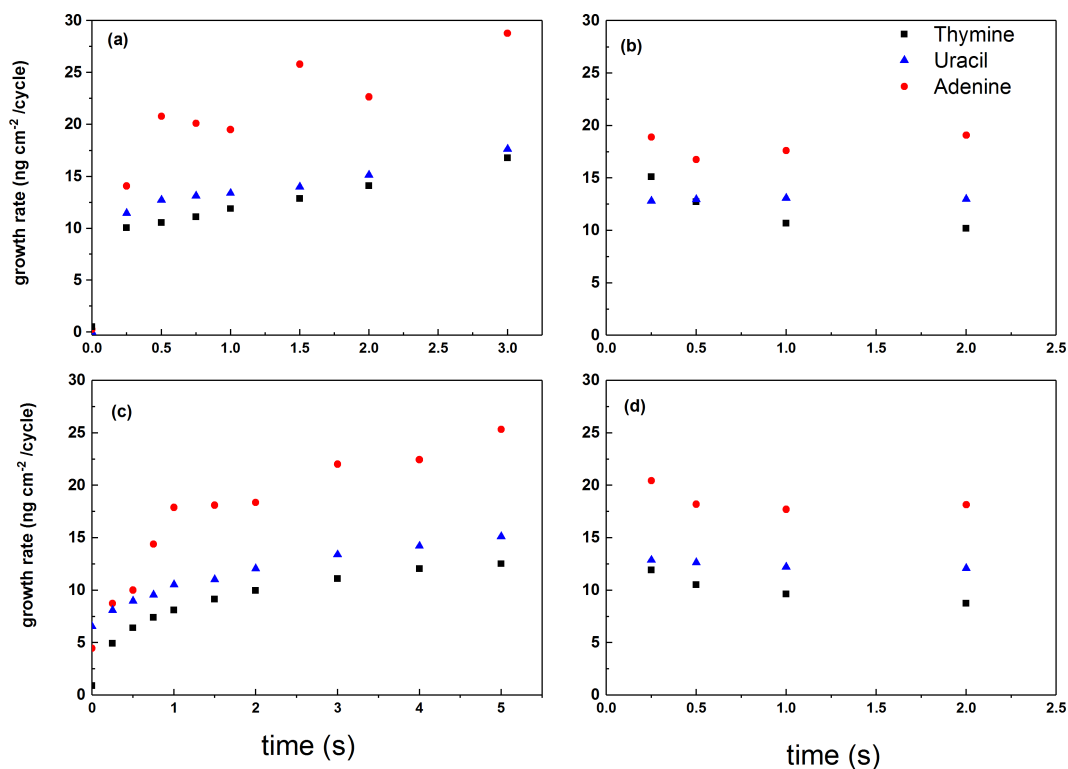 (a)
30
25
20
15
10
5
0
0.0 0.5 1.0 1.5 2.0 2.5 3.0
growth rate (ng cm⁻² /cycle)
(b)
Thymine
Uracil
Adenine
30
25
20
15
10
5
0
0.0 0.5 1.0 1.5 2.0 2.5
(c)
30
25
20
15
10
5
0
0 1 2 3 4 5
growth rate (ng cm⁻² /cycle)
time (s)
(d)
30
25
20
15
10
5
0
0.0 0.5 1.0 1.5 2.0 2.5
time (s)